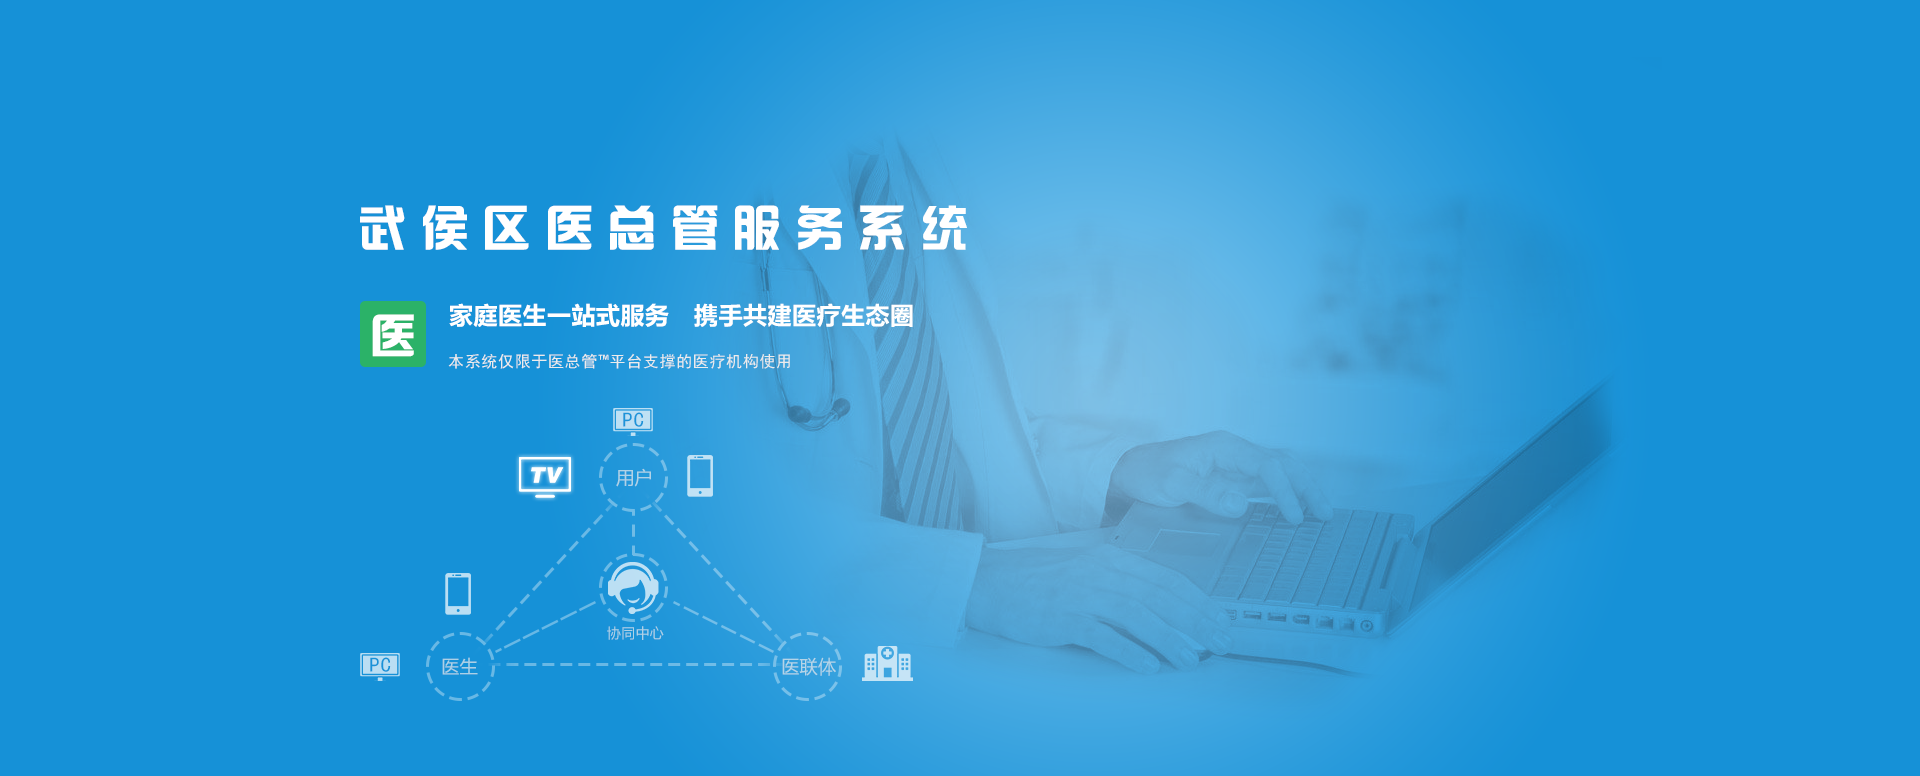 武侯区医总管服务系统
医
家庭医生一站式服务 携手共建医疗生态圈
本系统仅限于医总管™平台支撑的医疗机构使用
PC
TV
用户
协同中心
PC
医生
医联体